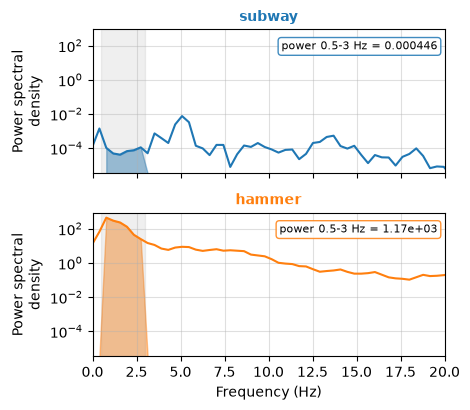 subway
power 0.5-3 Hz = 0.000446
Power spectral
density
10²
10⁰
10⁻²
10⁻⁴
hammer
power 0.5-3 Hz = 1.17e+03
Power spectral
density
10²
10⁰
10⁻²
10⁻⁴
0.0 2.5 5.0 7.5 10.0 12.5 15.0 17.5 20.0
Frequency (Hz)